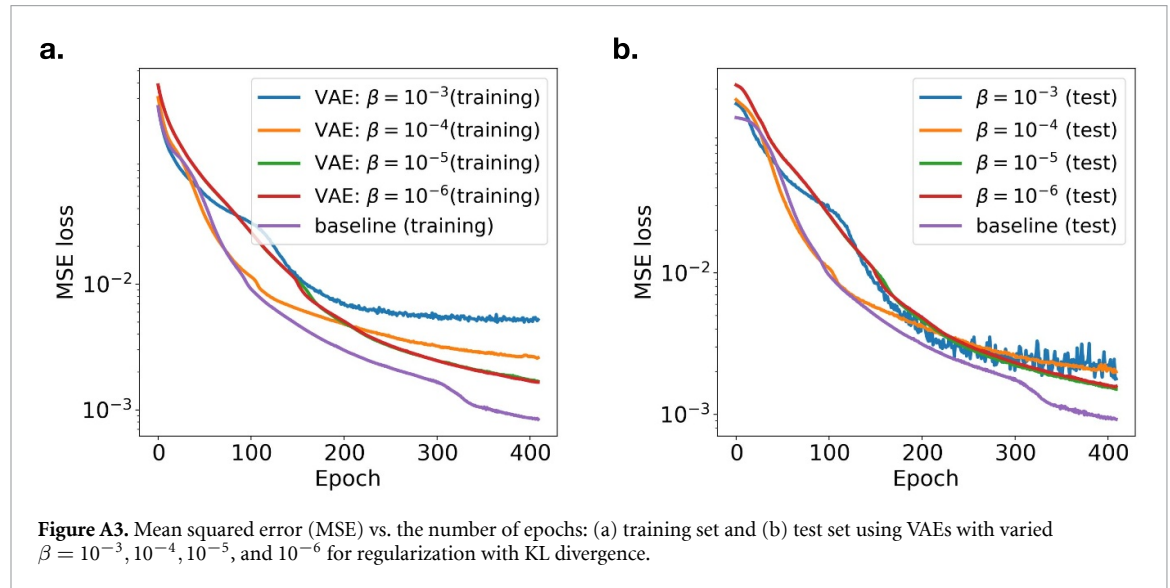 a.
VAE: β = 10⁻³(training)
VAE: β = 10⁻⁴(training)
VAE: β = 10⁻⁵(training)
VAE: β = 10⁻⁶(training)
baseline (training)
MSE loss
10⁻²
10⁻³
0 100 200 300 400
Epoch
b.
β = 10⁻³ (test)
β = 10⁻⁴ (test)
β = 10⁻⁵ (test)
β = 10⁻⁶ (test)
baseline (test)
MSE loss
10⁻²
10⁻³
0 100 200 300 400
Epoch
Figure A3. Mean squared error (MSE) vs. the number of epochs: (a) training set and (b) test set using VAEs with varied
β = 10⁻³, 10⁻⁴, 10⁻⁵, and 10⁻⁶ for regularization with KL divergence.